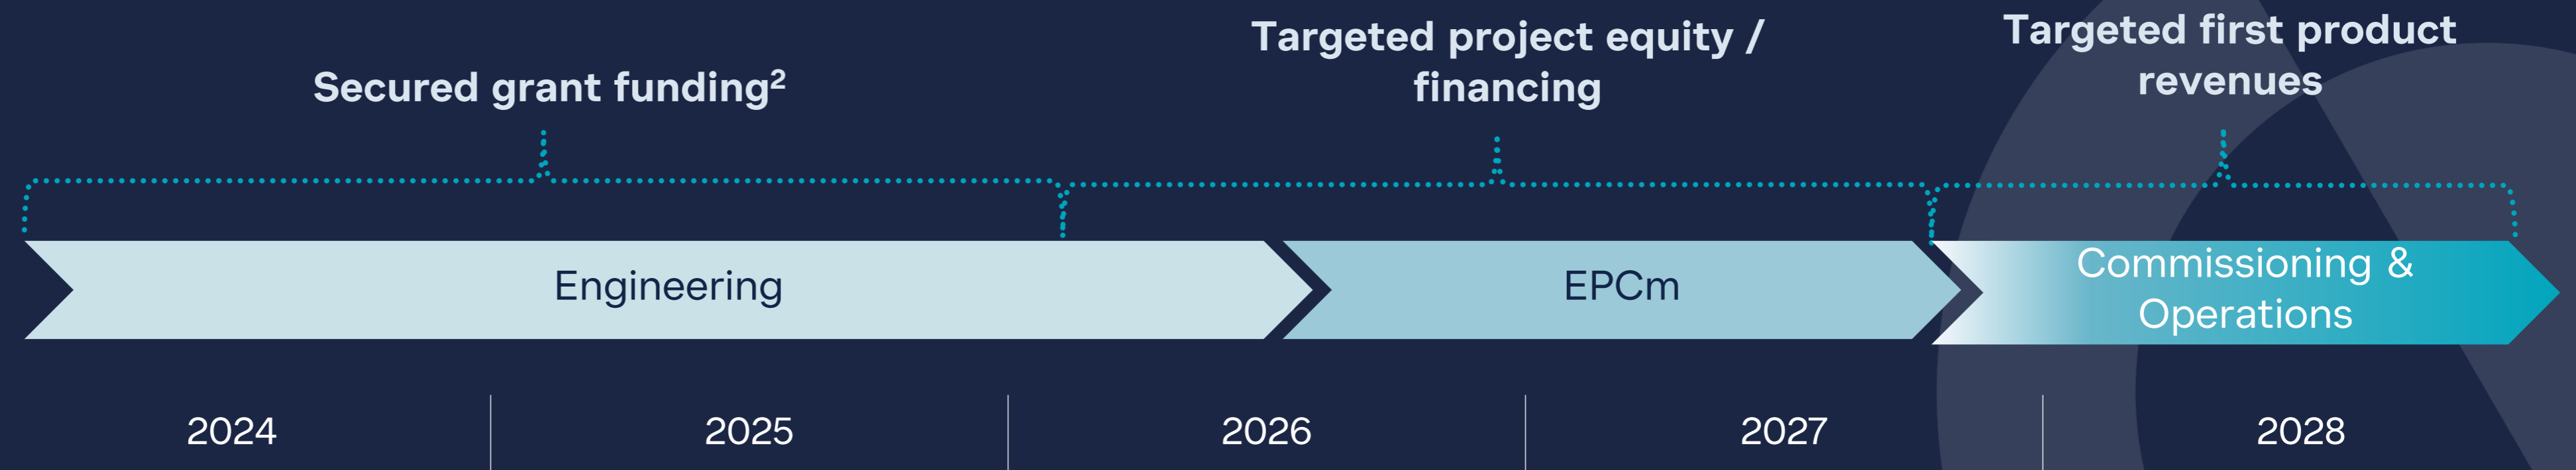 Secured grant funding²
Targeted project equity /
financing
Targeted first product
revenues
Engineering
EPCm
Commissioning &
Operations
2024
2025
2026
2027
2028